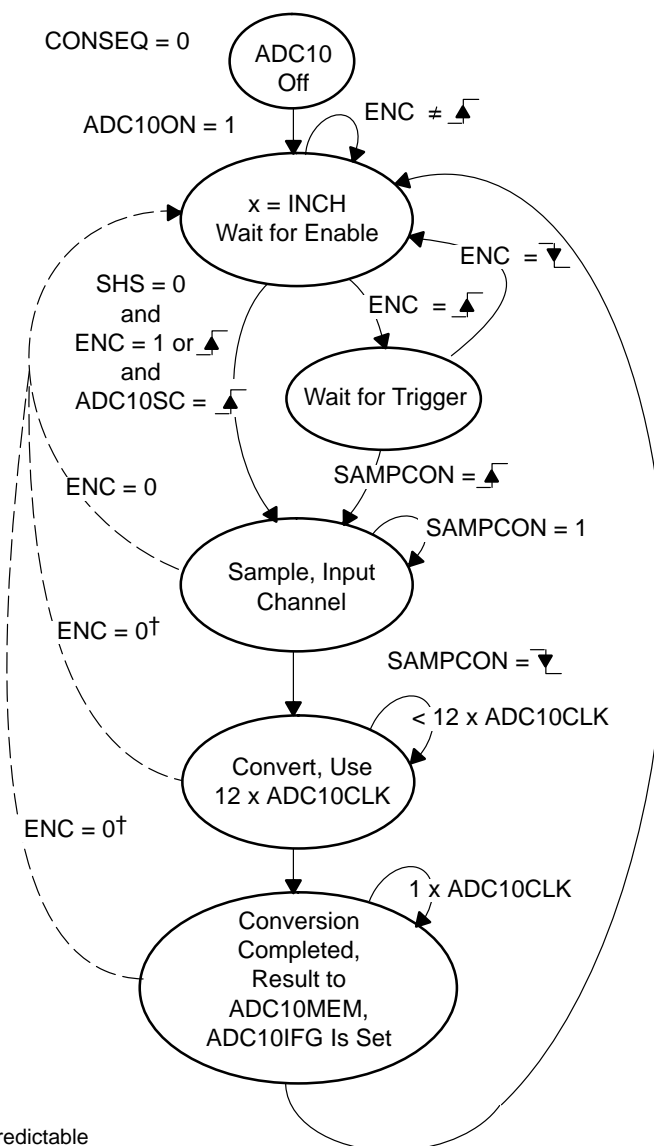 CONSEQ = 0
ADC10
Off
ADC10ON = 1
ENC ≠
x = INCH
Wait for Enable
ENC =
SHS = 0
and
ENC = 1 or
and
ADC10SC =
ENC =
Wait for Trigger
SAMPCON =
ENC = 0
SAMPCON = 1
Sample, Input
Channel
ENC = 0†
SAMPCON =
< 12 x ADC10CLK
Convert, Use
12 x ADC10CLK
ENC = 0†
1 x ADC10CLK
Conversion
Completed,
Result to
ADC10MEM,
ADC10IFG Is Set
redictable